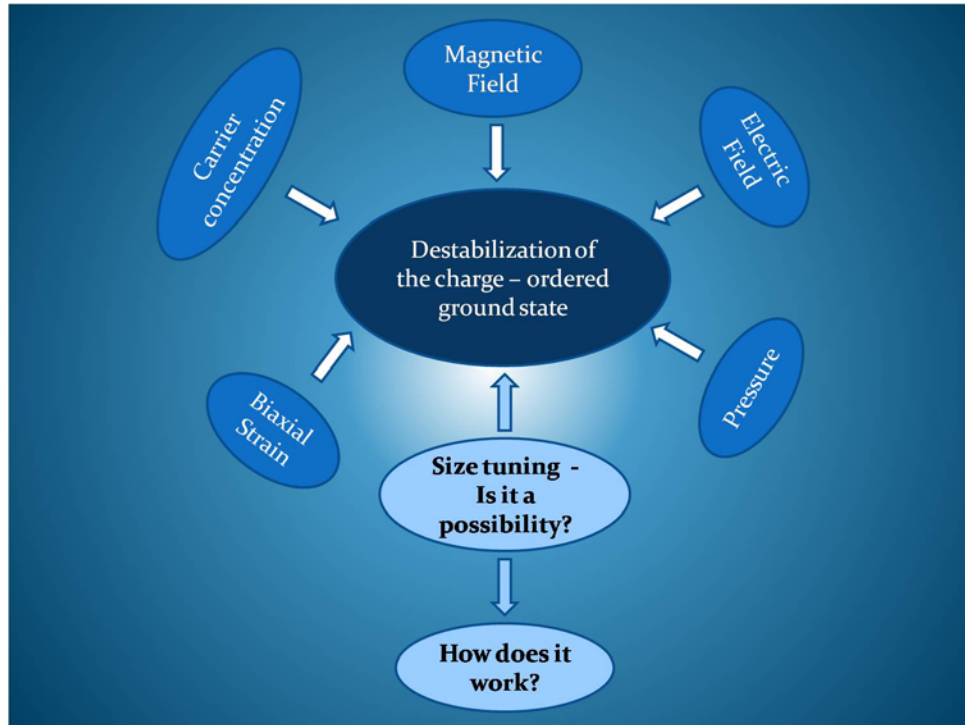 Magnetic
Field
Carrier
concentration
Electric
Field
Destabilization of
the charge – ordered
ground state
Biaxial
Strain
Pressure
Size tuning -
Is it a
possibility?
How does it
work?